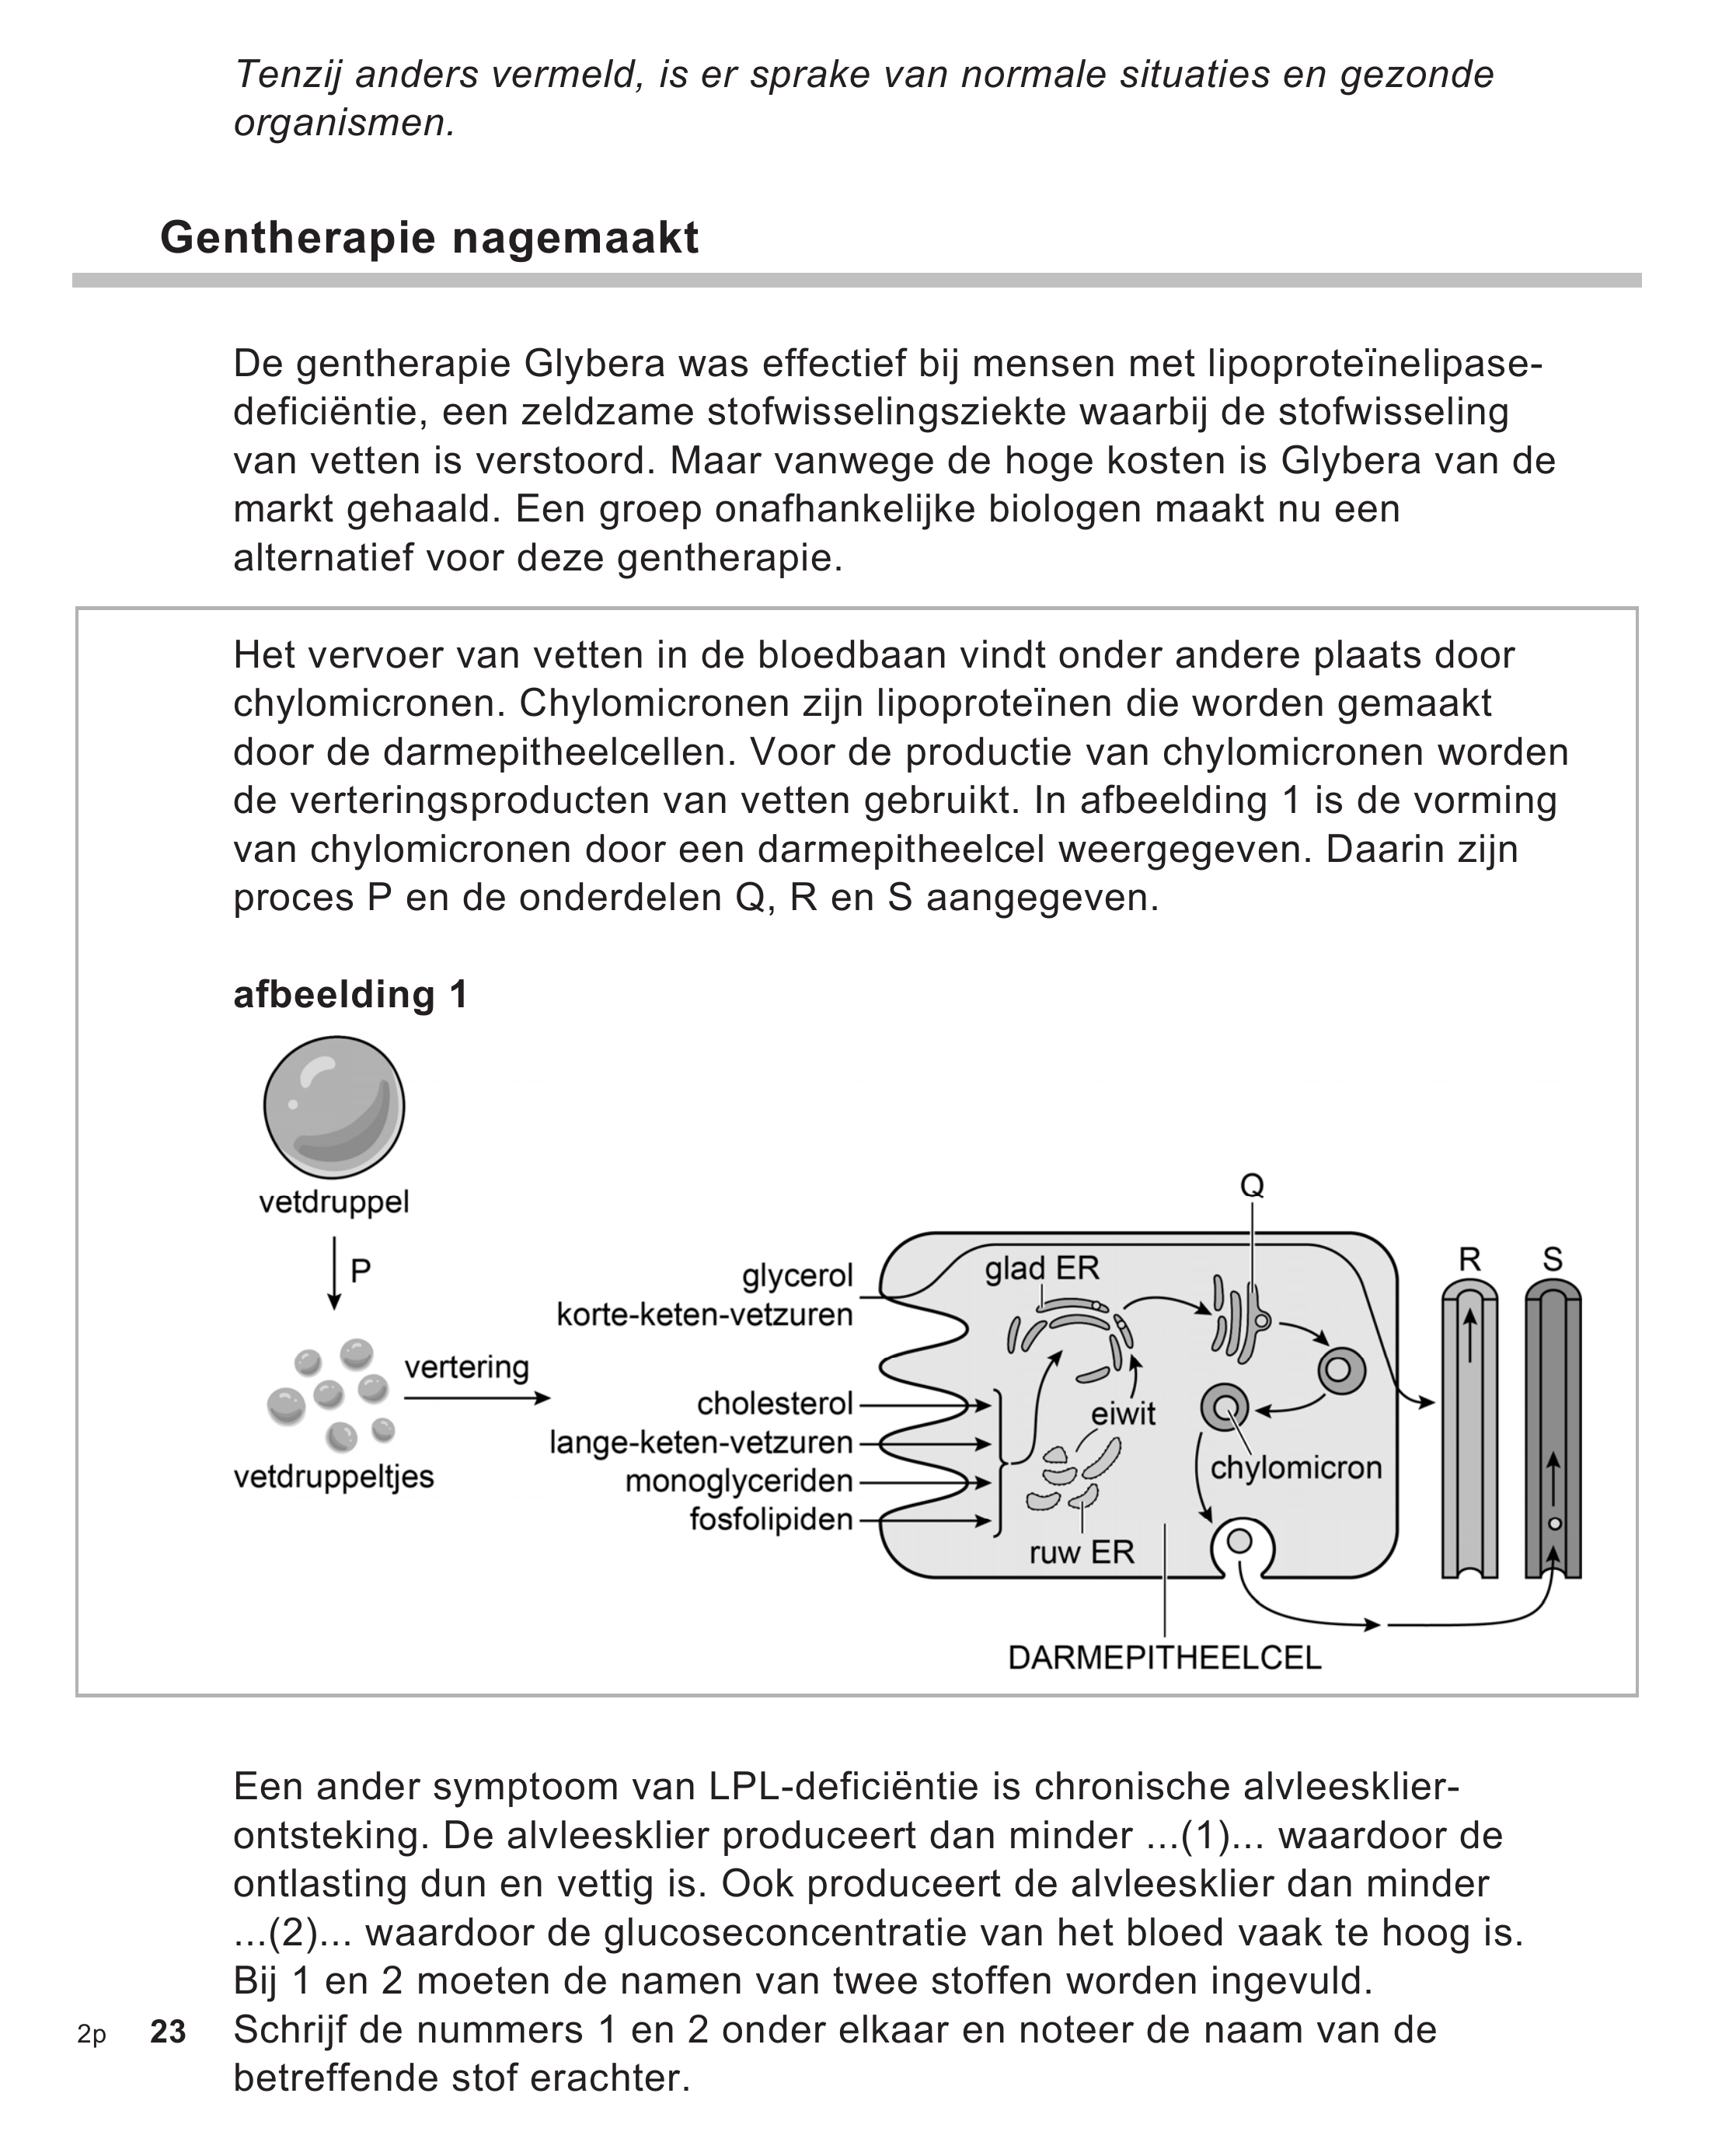 Tenzij anders vermeld, is er sprake van normale situaties en gezonde
organismen.
Gentherapie nagemaakt
De gentherapie Glybera was effectief bij mensen met lipoproteïnelipase-
deficiëntie, een zeldzame stofwisselingsziekte waarbij de stofwisseling
van vetten is verstoord. Maar vanwege de hoge kosten is Glybera van de
markt gehaald. Een groep onafhankelijke biologen maakt nu een
alternatief voor deze gentherapie.
Het vervoer van vetten in de bloedbaan vindt onder andere plaats door
chylomicronen. Chylomicronen zijn lipoproteïnen die worden gemaakt
door de darmepitheelcellen. Voor de productie van chylomicronen worden
de verteringsproducten van vetten gebruikt. In afbeelding 1 is de vorming
van chylomicronen door een darmepitheelcel weergegeven. Daarin zijn
proces P en de onderdelen Q, R en S aangegeven.
afbeelding 1
vetdruppel
P
vetdruppeltjes
vertering
glycerol
korte-keten-vetzuren
cholesterol
lange-keten-vetzuren
monoglyceriden
fosfolipiden
glad ER
Q
eiwit
ruw ER
chylomicron
DARMEPITHEELCEL
R
S
Een ander symptoom van LPL-deficiëntie is chronische alvleesklier-
ontsteking. De alvleesklier produceert dan minder ...(1)... waardoor de
ontlasting dun en vettig is. Ook produceert de alvleesklier dan minder
...(2)... waardoor de glucoseconcentratie van het bloed vaak te hoog is.
Bij 1 en 2 moeten de namen van twee stoffen worden ingevuld.
2p 23 Schrijf de nummers 1 en 2 onder elkaar en noteer de naam van de
betreffende stof erachter.